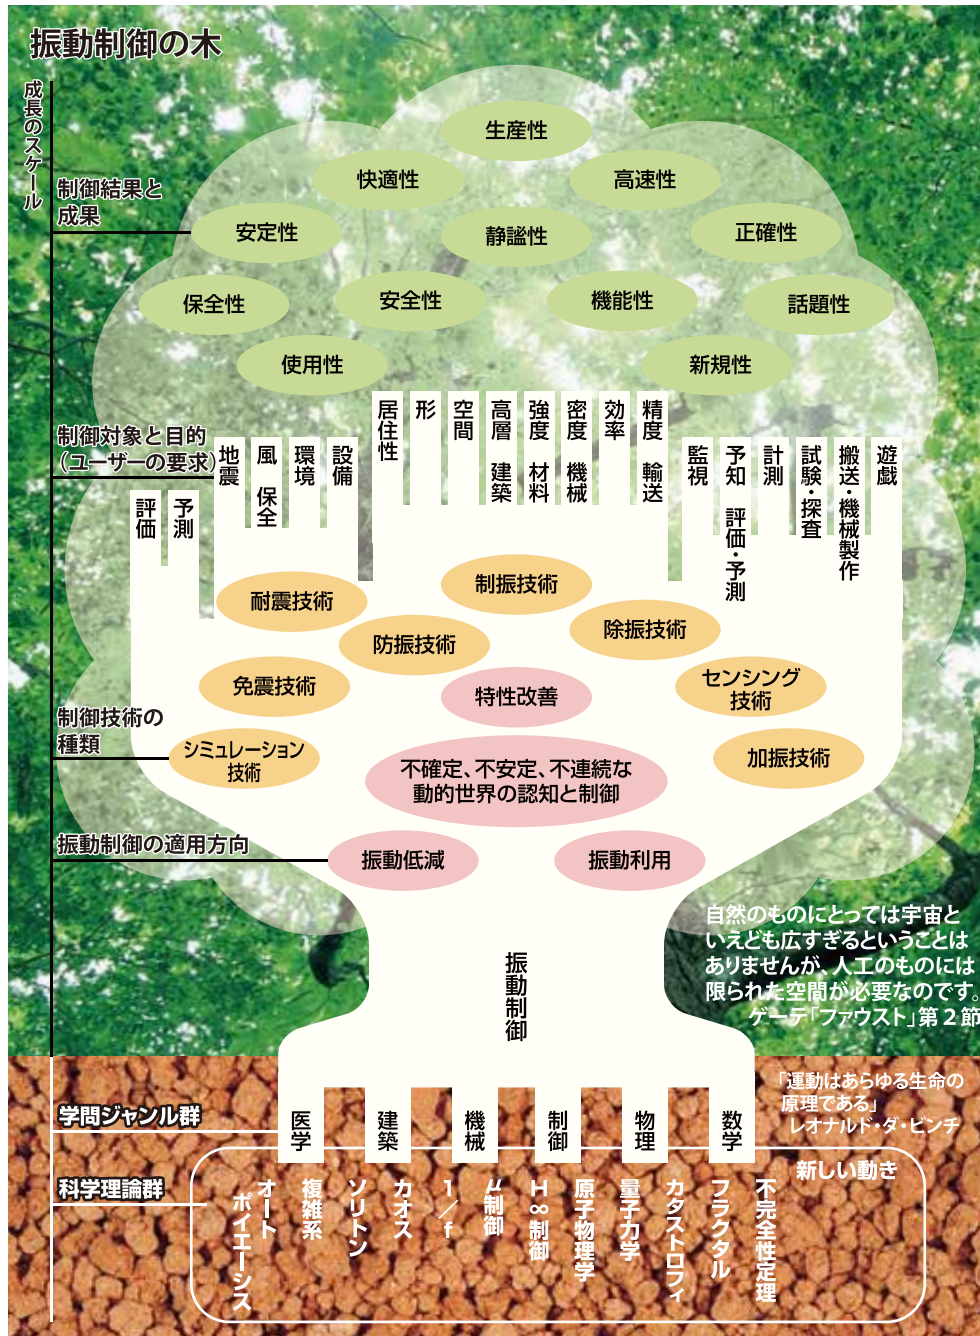 振動制御の木
成長のスケール
制御結果と
成果
生産性
快適性
高速性
安定性
静謐性
正確性
保全性
安全性
機能性
話題性
使用性
新規性
制御対象と目的
（ユーザーの要求）
評価
予測
地震
風 保全
環境
設備
居住性
形
空間
高層 建築
強度 材料
密度 機械
効率
精度 輸送
監視
予知 評価・予測
計測
試験・探査
搬送・機械製作
遊戯
制御技術の
種類
耐震技術
制振技術
防振技術
除振技術
免震技術
特性改善
センシング
技術
シミュレーション
技術
不確定、不安定、不連続な
動的世界の認知と制御
加振技術
振動制御の適用方向
振動低減
振動利用
自然のものにとっては宇宙と
いえども広すぎるということは
ありませんが、人工のものには
限られた空間が必要なのです。
ゲーテ「ファウスト」第２節
振動制御
「運動はあらゆる生命の
原理である」
レオナルド・ダ・ビンチ
学問ジャンル群
医学
建築
機械
制御
物理
数学
新しい動き
科学理論群
オート
ポイエーシス
複雑系
ソリトン
カオス
1／f
μ制御
H∞制御
原子物理学
量子力学
カタストロフィ
フラクタル
不完全性定理